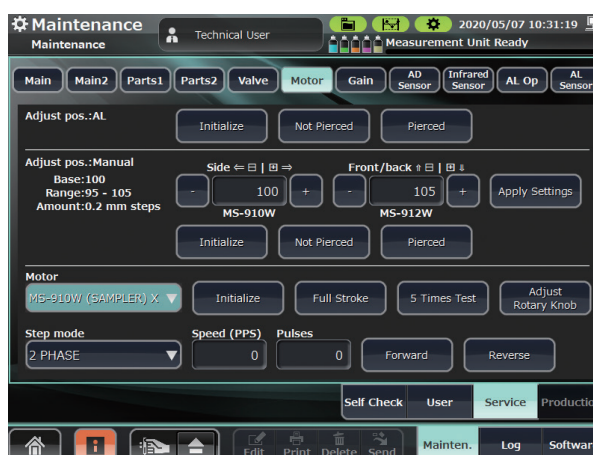 Maintenance
Maintenance
Technical User
2020/05/07 10:31:19
Measurement Unit Ready
Main Main2 Parts1 Parts2 Valve Motor Gain AD Sensor Infrared Sensor AL Op AL Sensor
Adjust pos.:AL
Initialize Not Pierced Pierced
Adjust pos.:Manual
Base:100
Range:95 - 105
Amount:0.2 mm steps
Side ⇐ ⊟ | ⊞ ⇒ Front/back ⇑ ⊟ | ⊞ ⇓
- 100 + - 105 + Apply Settings
MS-910W MS-912W
Initialize Not Pierced Pierced
Motor
MS-910W (SAMPLER) X ▼ Initialize Full Stroke 5 Times Test Adjust Rotary Knob
Step mode Speed (PPS) Pulses
2 PHASE ▼ 0 0 Forward Reverse
Self Check User Service Productio
Edit Print Delete Send Mainten. Log Softwar